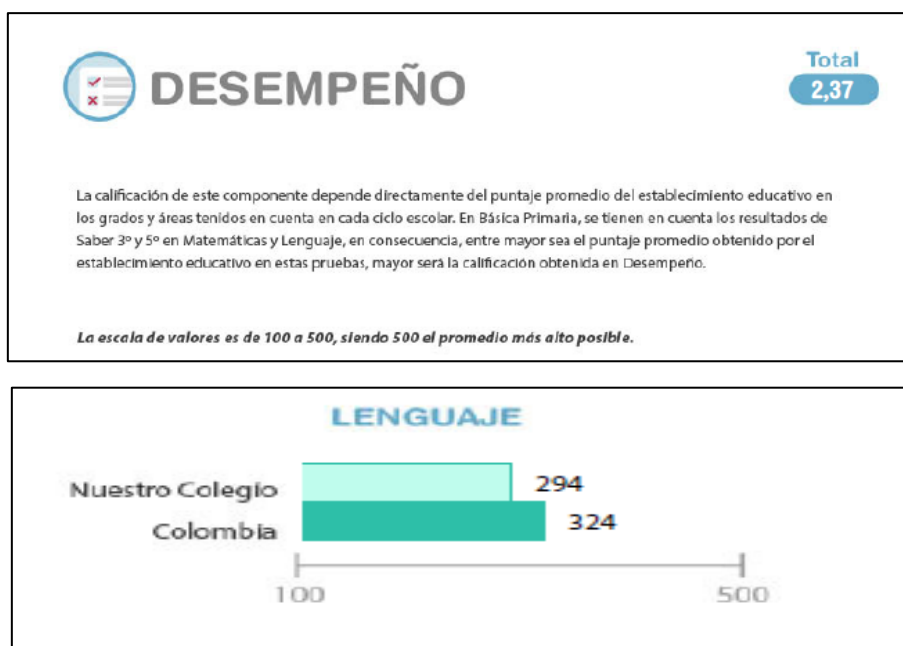 DESEMPEÑO
Total
2,37
La calificación de este componente depende directamente del puntaje promedio del establecimiento educativo en
los grados y áreas tenidos en cuenta en cada ciclo escolar. En Básica Primaria, se tienen en cuenta los resultados de
Saber 3º y 5º en Matemáticas y Lenguaje, en consecuencia, entre mayor sea el puntaje promedio obtenido por el
establecimiento educativo en estas pruebas, mayor será la calificación obtenida en Desempeño.
La escala de valores es de 100 a 500, siendo 500 el promedio más alto posible.
LENGUAJE
Nuestro Colegio 294
Colombia 324
100 500